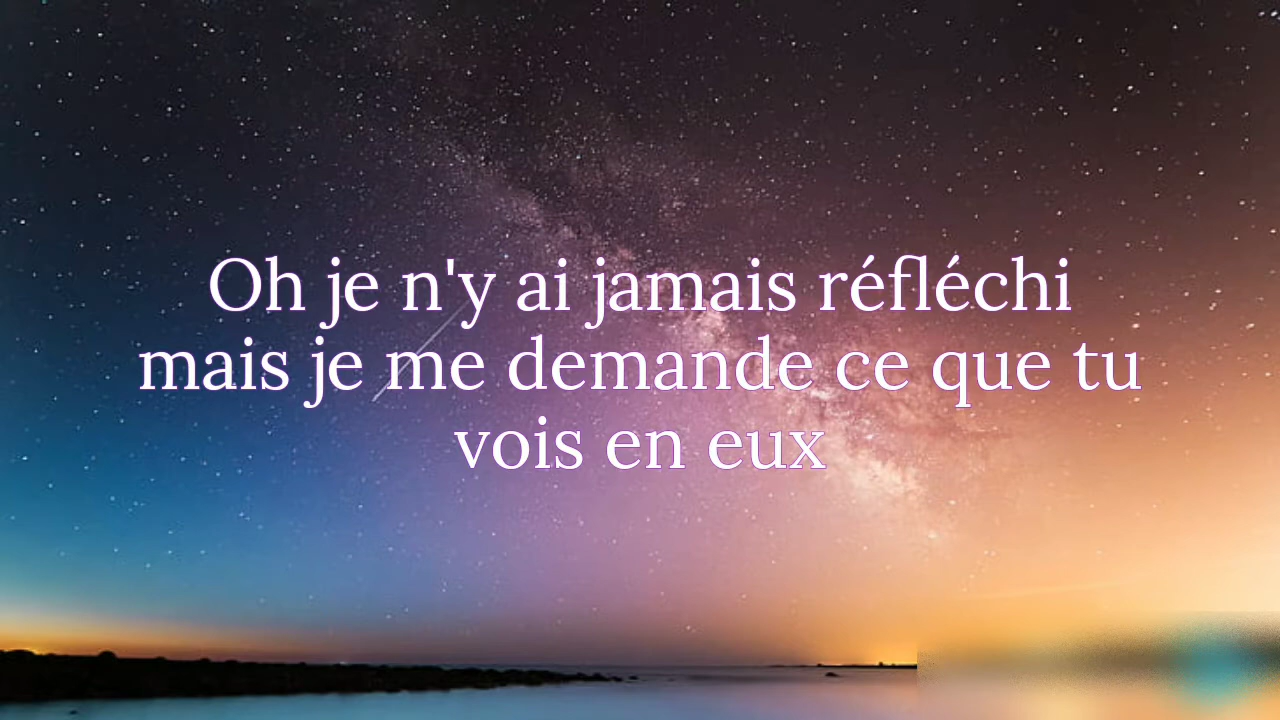 Oh je n'y ai jamais réfléchi
mais je me demande ce que tu
vois en eux